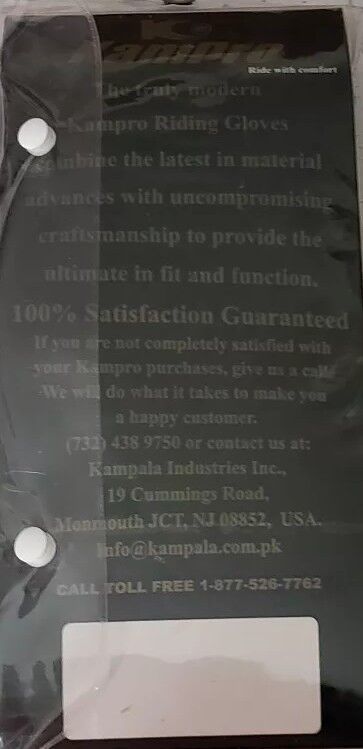 K
KamPro
Ride with comfort
The truly modern
Kampro Riding Gloves
combine the latest in material
advances with uncompromising
craftsmanship to provide the
ultimate in fit and function.
100% Satisfaction Guaranteed
If you are not completely satisfied with
your Kampro purchases, give us a call.
We will do what it takes to make you
a happy customer.
(732) 438 9750 or contact us at:
Kampala Industries Inc.,
19 Cummings Road,
Monmouth JCT, NJ 08852, USA.
Info@kampala.com.pk
CALL TOLL FREE 1-877-526-7762